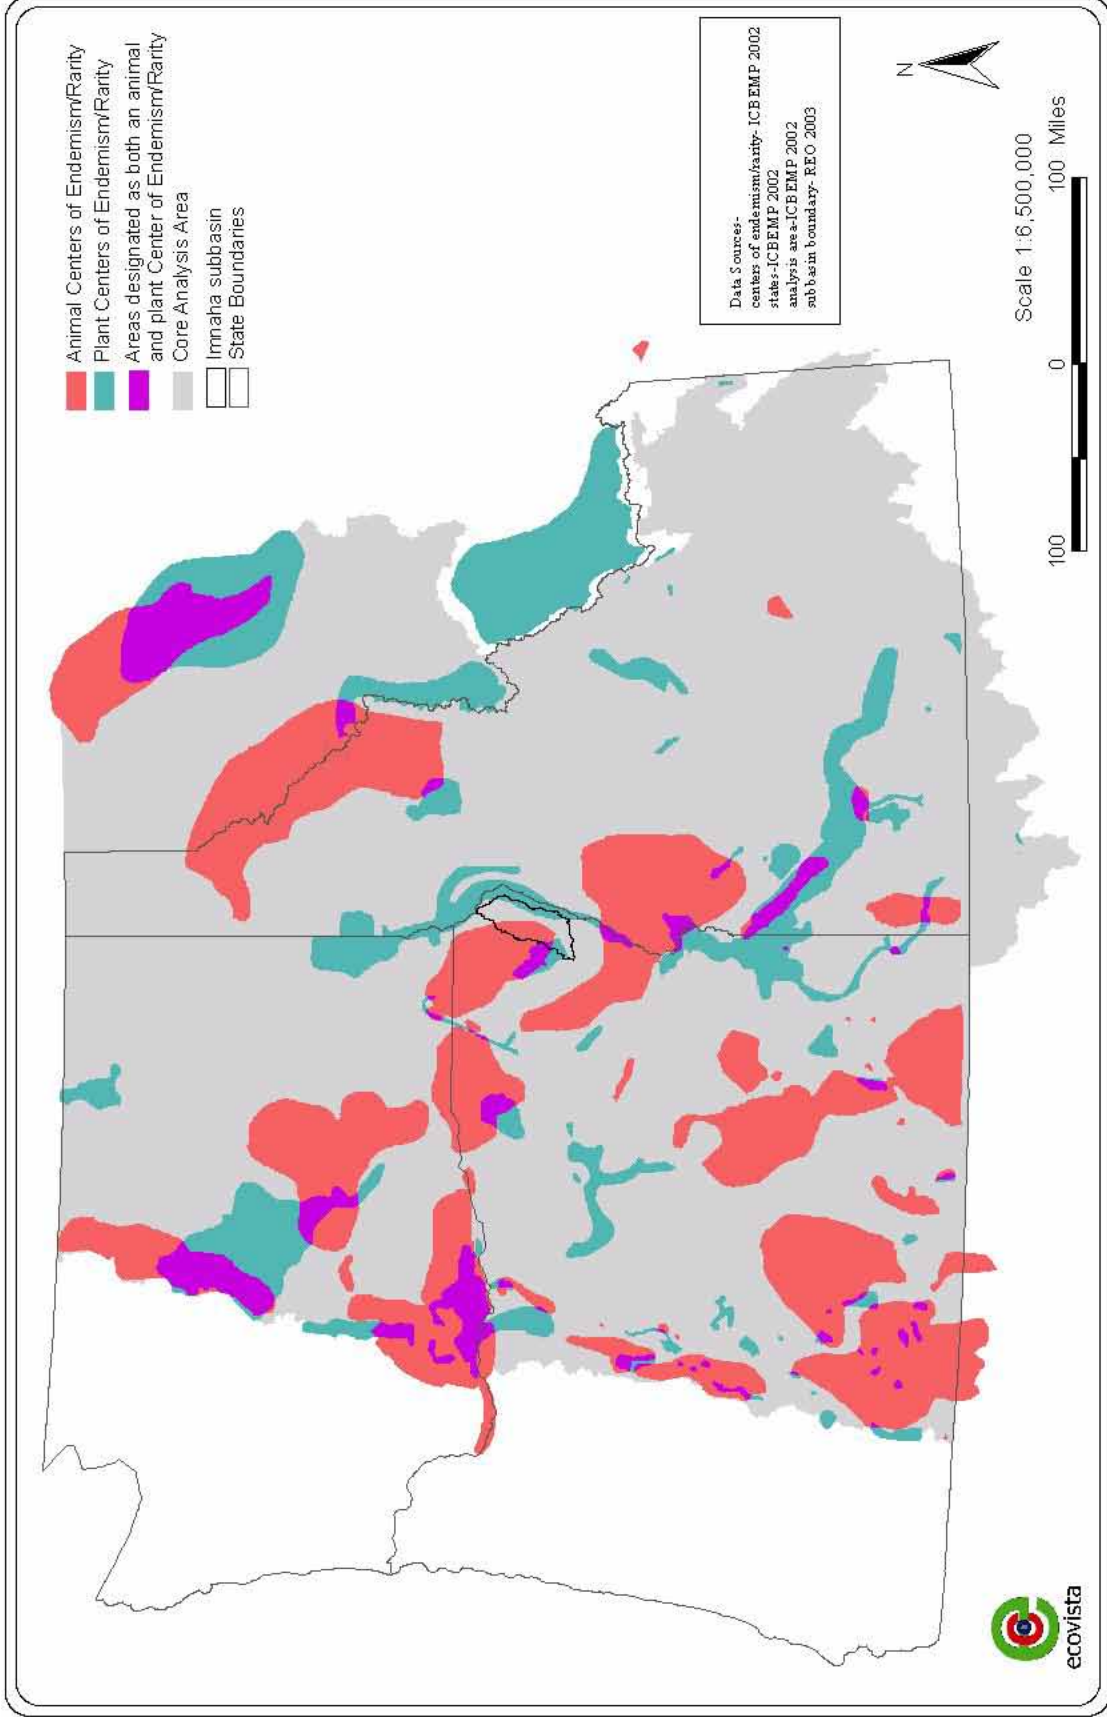 Animal Centers of Endemism/Rarity
Plant Centers of Endemism/Rarity
Areas designated as both an animal
and plant Center of Endemism/Rarity
Core Analysis Area
Imnaha subbasin
State Boundaries
Data Sources-
centers of endemism/rarity- ICBEMP 2002
states-ICBEMP 2002
analysis area-ICBEMP 2002
subbasin boundary- REO 2003
N
Scale 1:6,500,000
100 0 100 Miles
ecovista